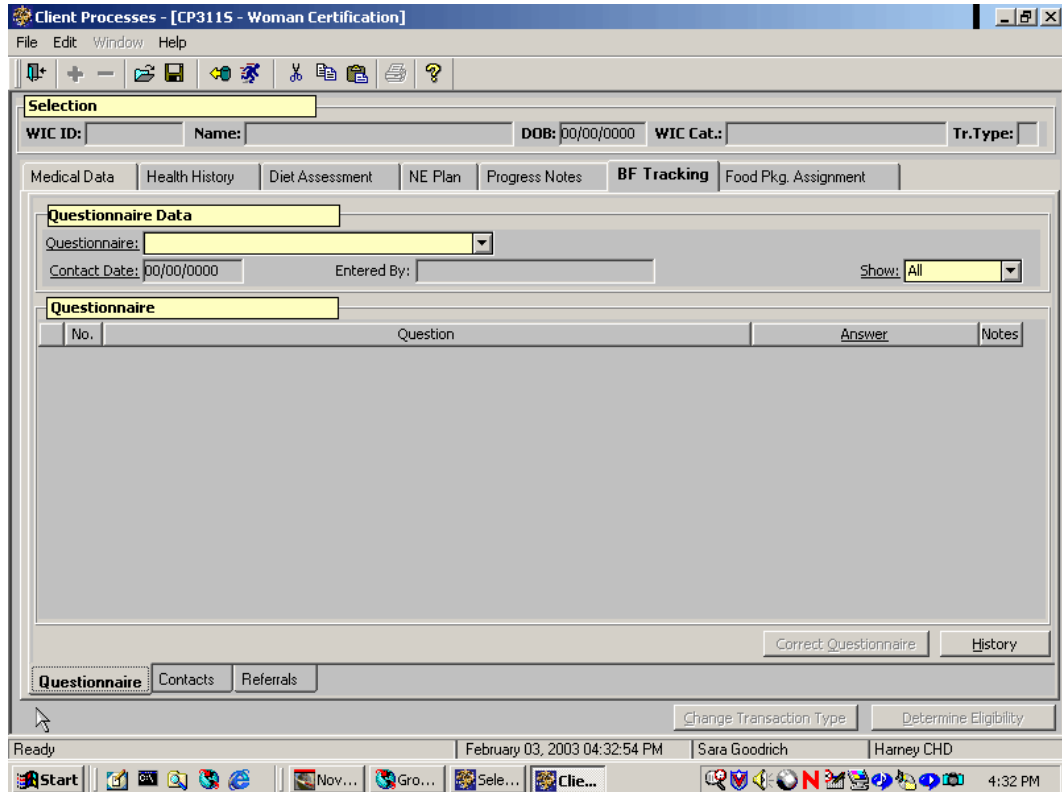 Client Processes - [CP311S - Woman Certification]
File Edit Window Help
Selection
WIC ID: Name: DOB: 00/00/0000 WIC Cat.: Tr.Type:
Medical Data Health History Diet Assessment NE Plan Progress Notes BF Tracking Food Pkg. Assignment
Questionnaire Data
Questionnaire:
Contact Date: 00/00/0000 Entered By: Show: All
Questionnaire
No. Question Answer Notes
Correct Questionnaire History
Questionnaire Contacts Referrals
Change Transaction Type Determine Eligibility
Ready February 03, 2003 04:32:54 PM Sara Goodrich Harney CHD
Start Nov... Gro... Sele... Clie... N 4:32 PM